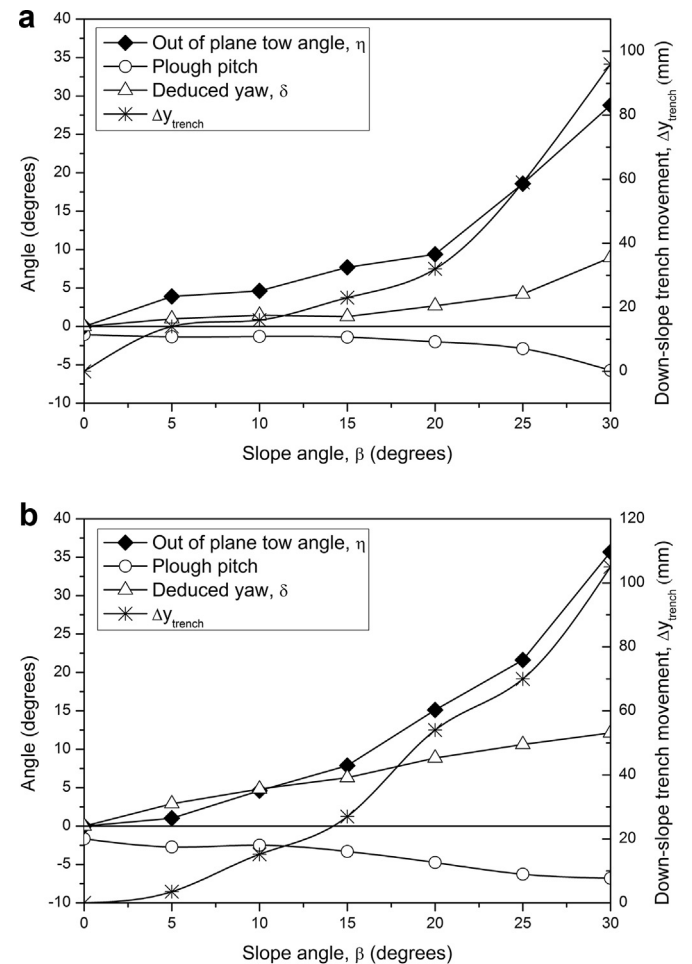 a
40
35
30
25
20
15
10
5
0
-5
-10
Angle (degrees)
Out of plane tow angle, η
Plough pitch
Deduced yaw, δ
Δy_trench
100
80
60
40
20
0
Down-slope trench movement, Δy_trench (mm)
0 5 10 15 20 25 30
Slope angle, β (degrees)
b
40
35
30
25
20
15
10
5
0
-5
-10
Angle (degrees)
Out of plane tow angle, η
Plough pitch
Deduced yaw, δ
Δy_trench
120
100
80
60
40
20
0
Down-slope trench movement, Δy_trench (mm)
0 5 10 15 20 25 30
Slope angle, β (degrees)